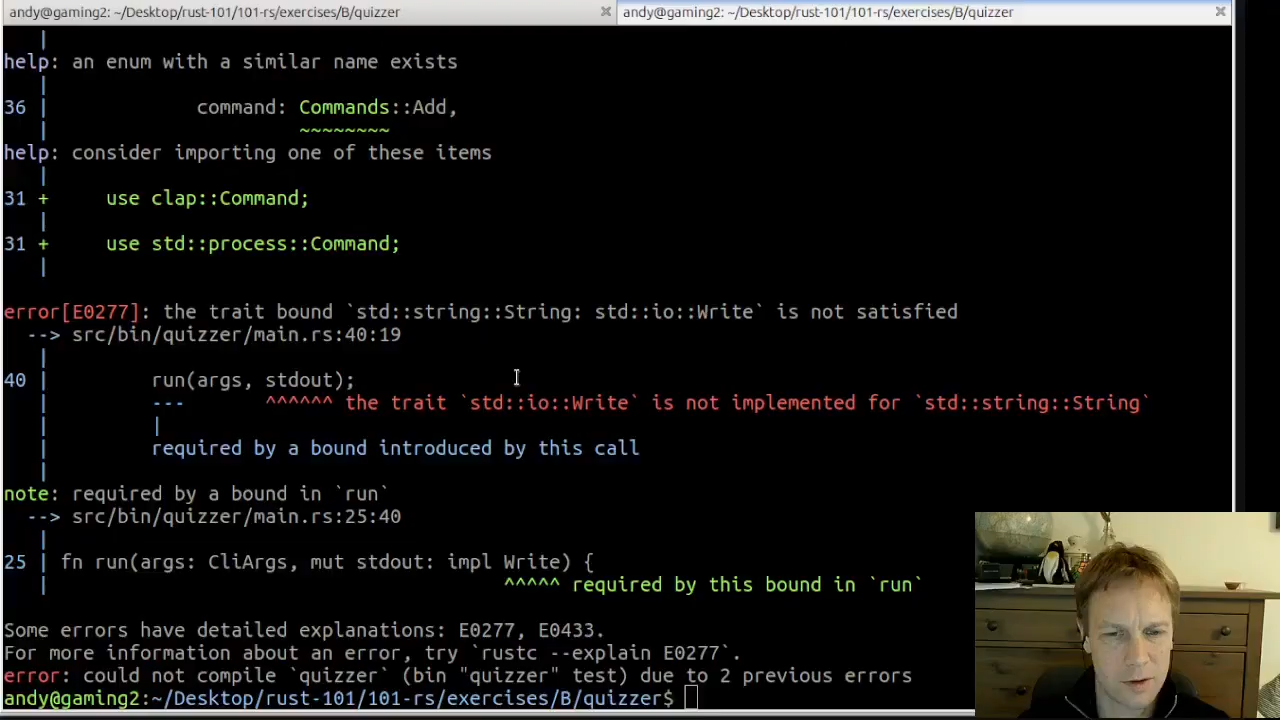 andy@gaming2: ~/Desktop/rust-101/101-rs/exercises/B/quizzer
andy@gaming2: ~/Desktop/rust-101/101-rs/exercises/B/quizzer
|
help: an enum with a similar name exists
|
36 |             command: Commands::Add,
|                      ~~~~~~~~
help: consider importing one of these items
|
31 +     use clap::Command;
|
31 +     use std::process::Command;
|
error[E0277]: the trait bound `std::string::String: std::io::Write` is not satisfied
--> src/bin/quizzer/main.rs:40:19
|
40 |         run(args, stdout);
|         ---       ^^^^^^ the trait `std::io::Write` is not implemented for `std::string::String`
|         |
|         required by a bound introduced by this call
|
note: required by a bound in `run`
--> src/bin/quizzer/main.rs:25:40
|
25 | fn run(args: CliArgs, mut stdout: impl Write) {
|                                        ^^^^^ required by this bound in `run`
Some errors have detailed explanations: E0277, E0433.
For more information about an error, try `rustc --explain E0277`.
error: could not compile `quizzer` (bin "quizzer" test) due to 2 previous errors
andy@gaming2:~/Desktop/rust-101/101-rs/exercises/B/quizzer$